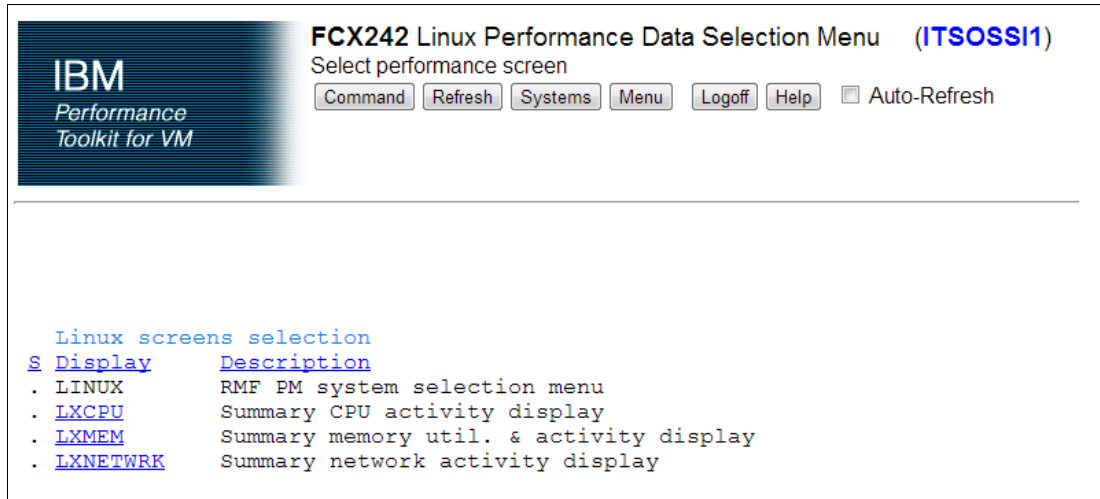 IBM
Performance
Toolkit for VM
FCX242 Linux Performance Data Selection Menu (ITSOSSI1)
Select performance screen
Command Refresh Systems Menu Logoff Help Auto-Refresh
Linux screens selection
S Display Description
. LINUX RMF PM system selection menu
. LXCPU Summary CPU activity display
. LXMEM Summary memory util. & activity display
. LXNETWRK Summary network activity display